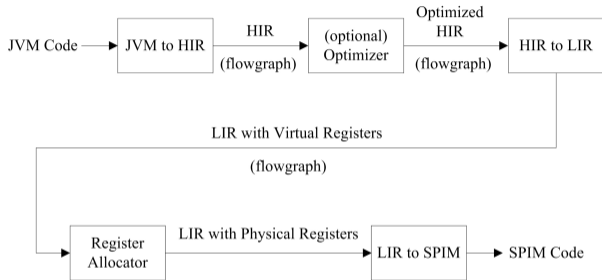 JVM Code
JVM to HIR
HIR
(flowgraph)
(optional)
Optimizer
Optimized
HIR
(flowgraph)
HIR to LIR
LIR with Virtual Registers
(flowgraph)
Register
Allocator
LIR with Physical Registers
LIR to SPIM
SPIM Code